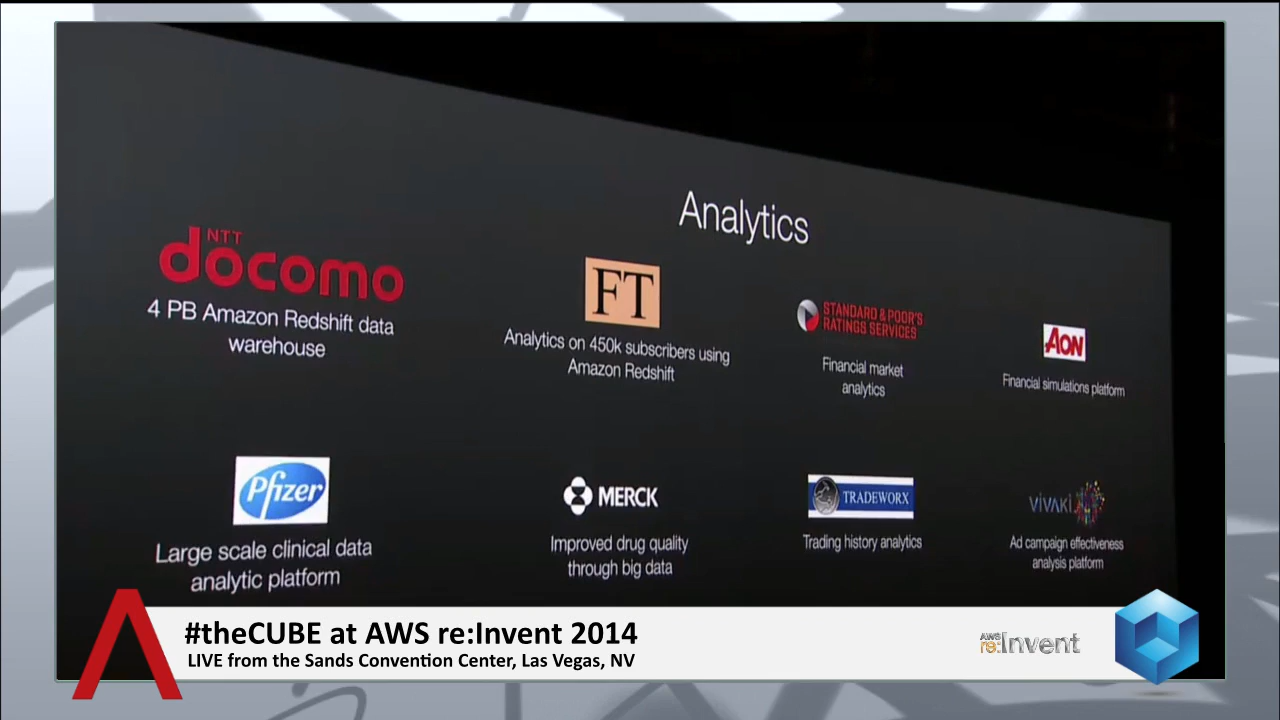 Analytics
NTT
docomo
4 PB Amazon Redshift data
warehouse
FT
Analytics on 450k subscribers using
Amazon Redshift
STANDARD & POOR'S
RATINGS SERVICES
Financial market
analytics
AON
Financial simulations platform
Pfizer
Large scale clinical data
analytic platform
MERCK
Improved drug quality
through big data
TRADEWORX
Trading history analytics
VIVAKI
Ad campaign effectiveness
analysis platform
#theCUBE at AWS re:Invent 2014
LIVE from the Sands Convention Center, Las Vegas, NV
AWS
re:Invent